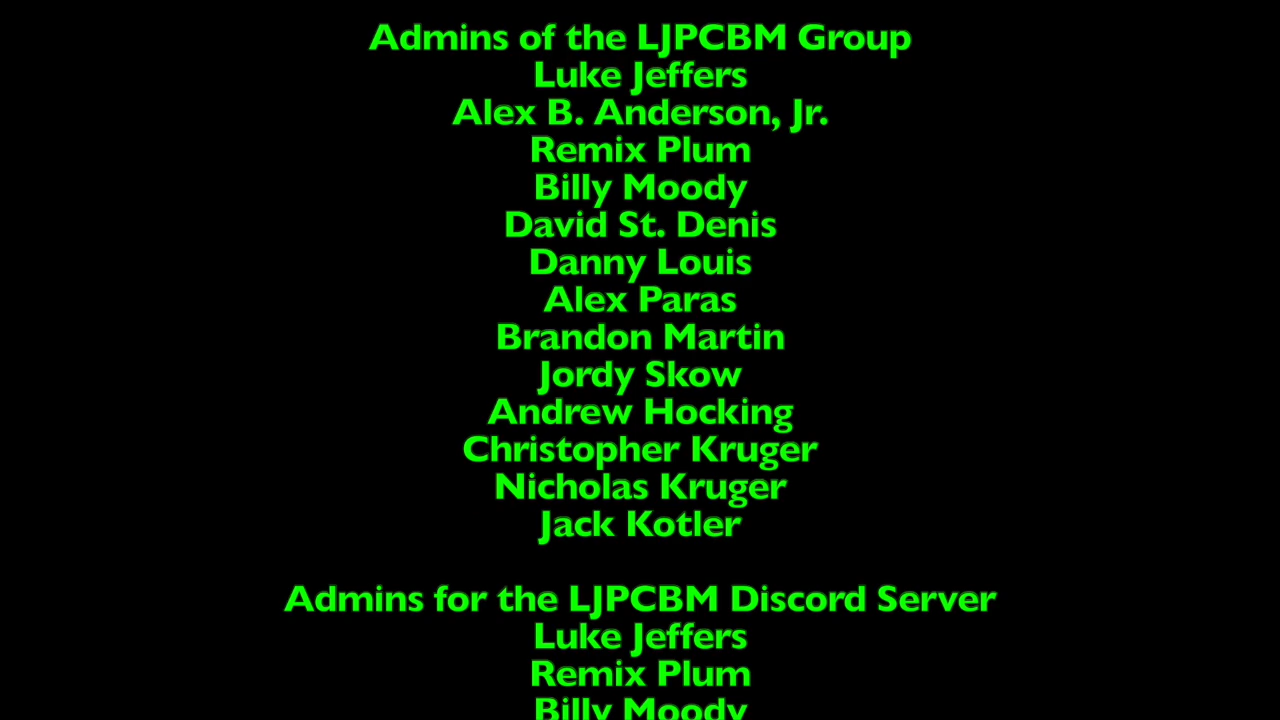 Admins of the LJPCBM Group
Luke Jeffers
Alex B. Anderson, Jr.
Remix Plum
Billy Moody
David St. Denis
Danny Louis
Alex Paras
Brandon Martin
Jordy Skow
Andrew Hocking
Christopher Kruger
Nicholas Kruger
Jack Kotler
Admins for the LJPCBM Discord Server
Luke Jeffers
Remix Plum
Billy Moody